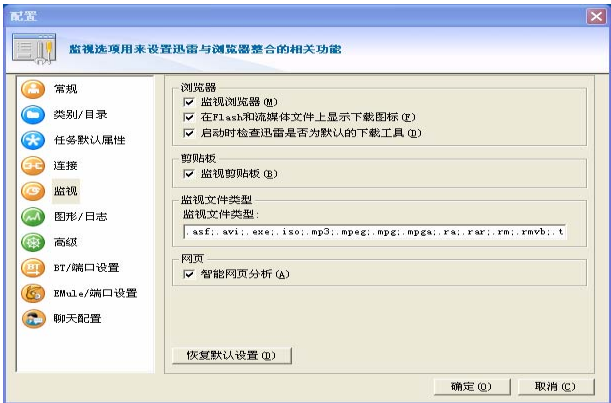 配置
监视选项用来设置迅雷与浏览器整合的相关功能
常规
类别/目录
任务默认属性
连接
监视
图形/日志
高级
BT/端口设置
EMule/端口设置
聊天配置
浏览器
监视浏览器(M)
在Flash和流媒体文件上显示下载图标(F)
启动时检查迅雷是否为默认的下载工具(D)
剪贴板
监视剪贴板(B)
监视文件类型
监视文件类型:
.asf;.avi;.exe;.iso;.mp3;.mpeg;.mpg;.mpga;.ra;.rar;.rm;.rmvb;.t
网页
智能网页分析(A)
恢复默认设置(D)
确定(O)
取消(C)